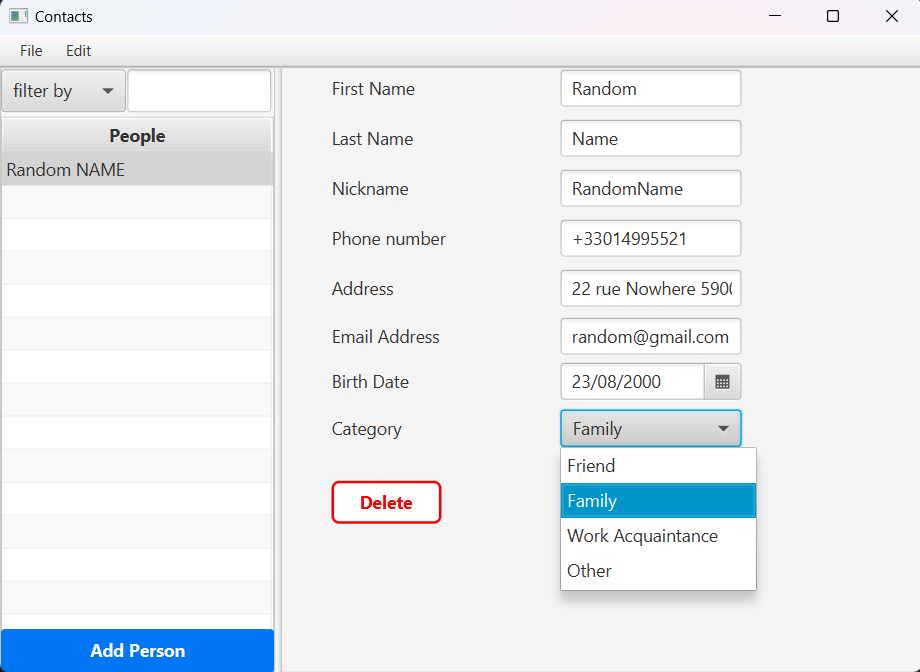 Contacts
File Edit
filter by
People
Random NAME
Add Person
First Name Random
Last Name Name
Nickname RandomName
Phone number +33014995521
Address 22 rue Nowhere 5900
Email Address random@gmail.com
Birth Date 23/08/2000
Category Family
Friend
Family
Work Acquaintance
Other
Delete